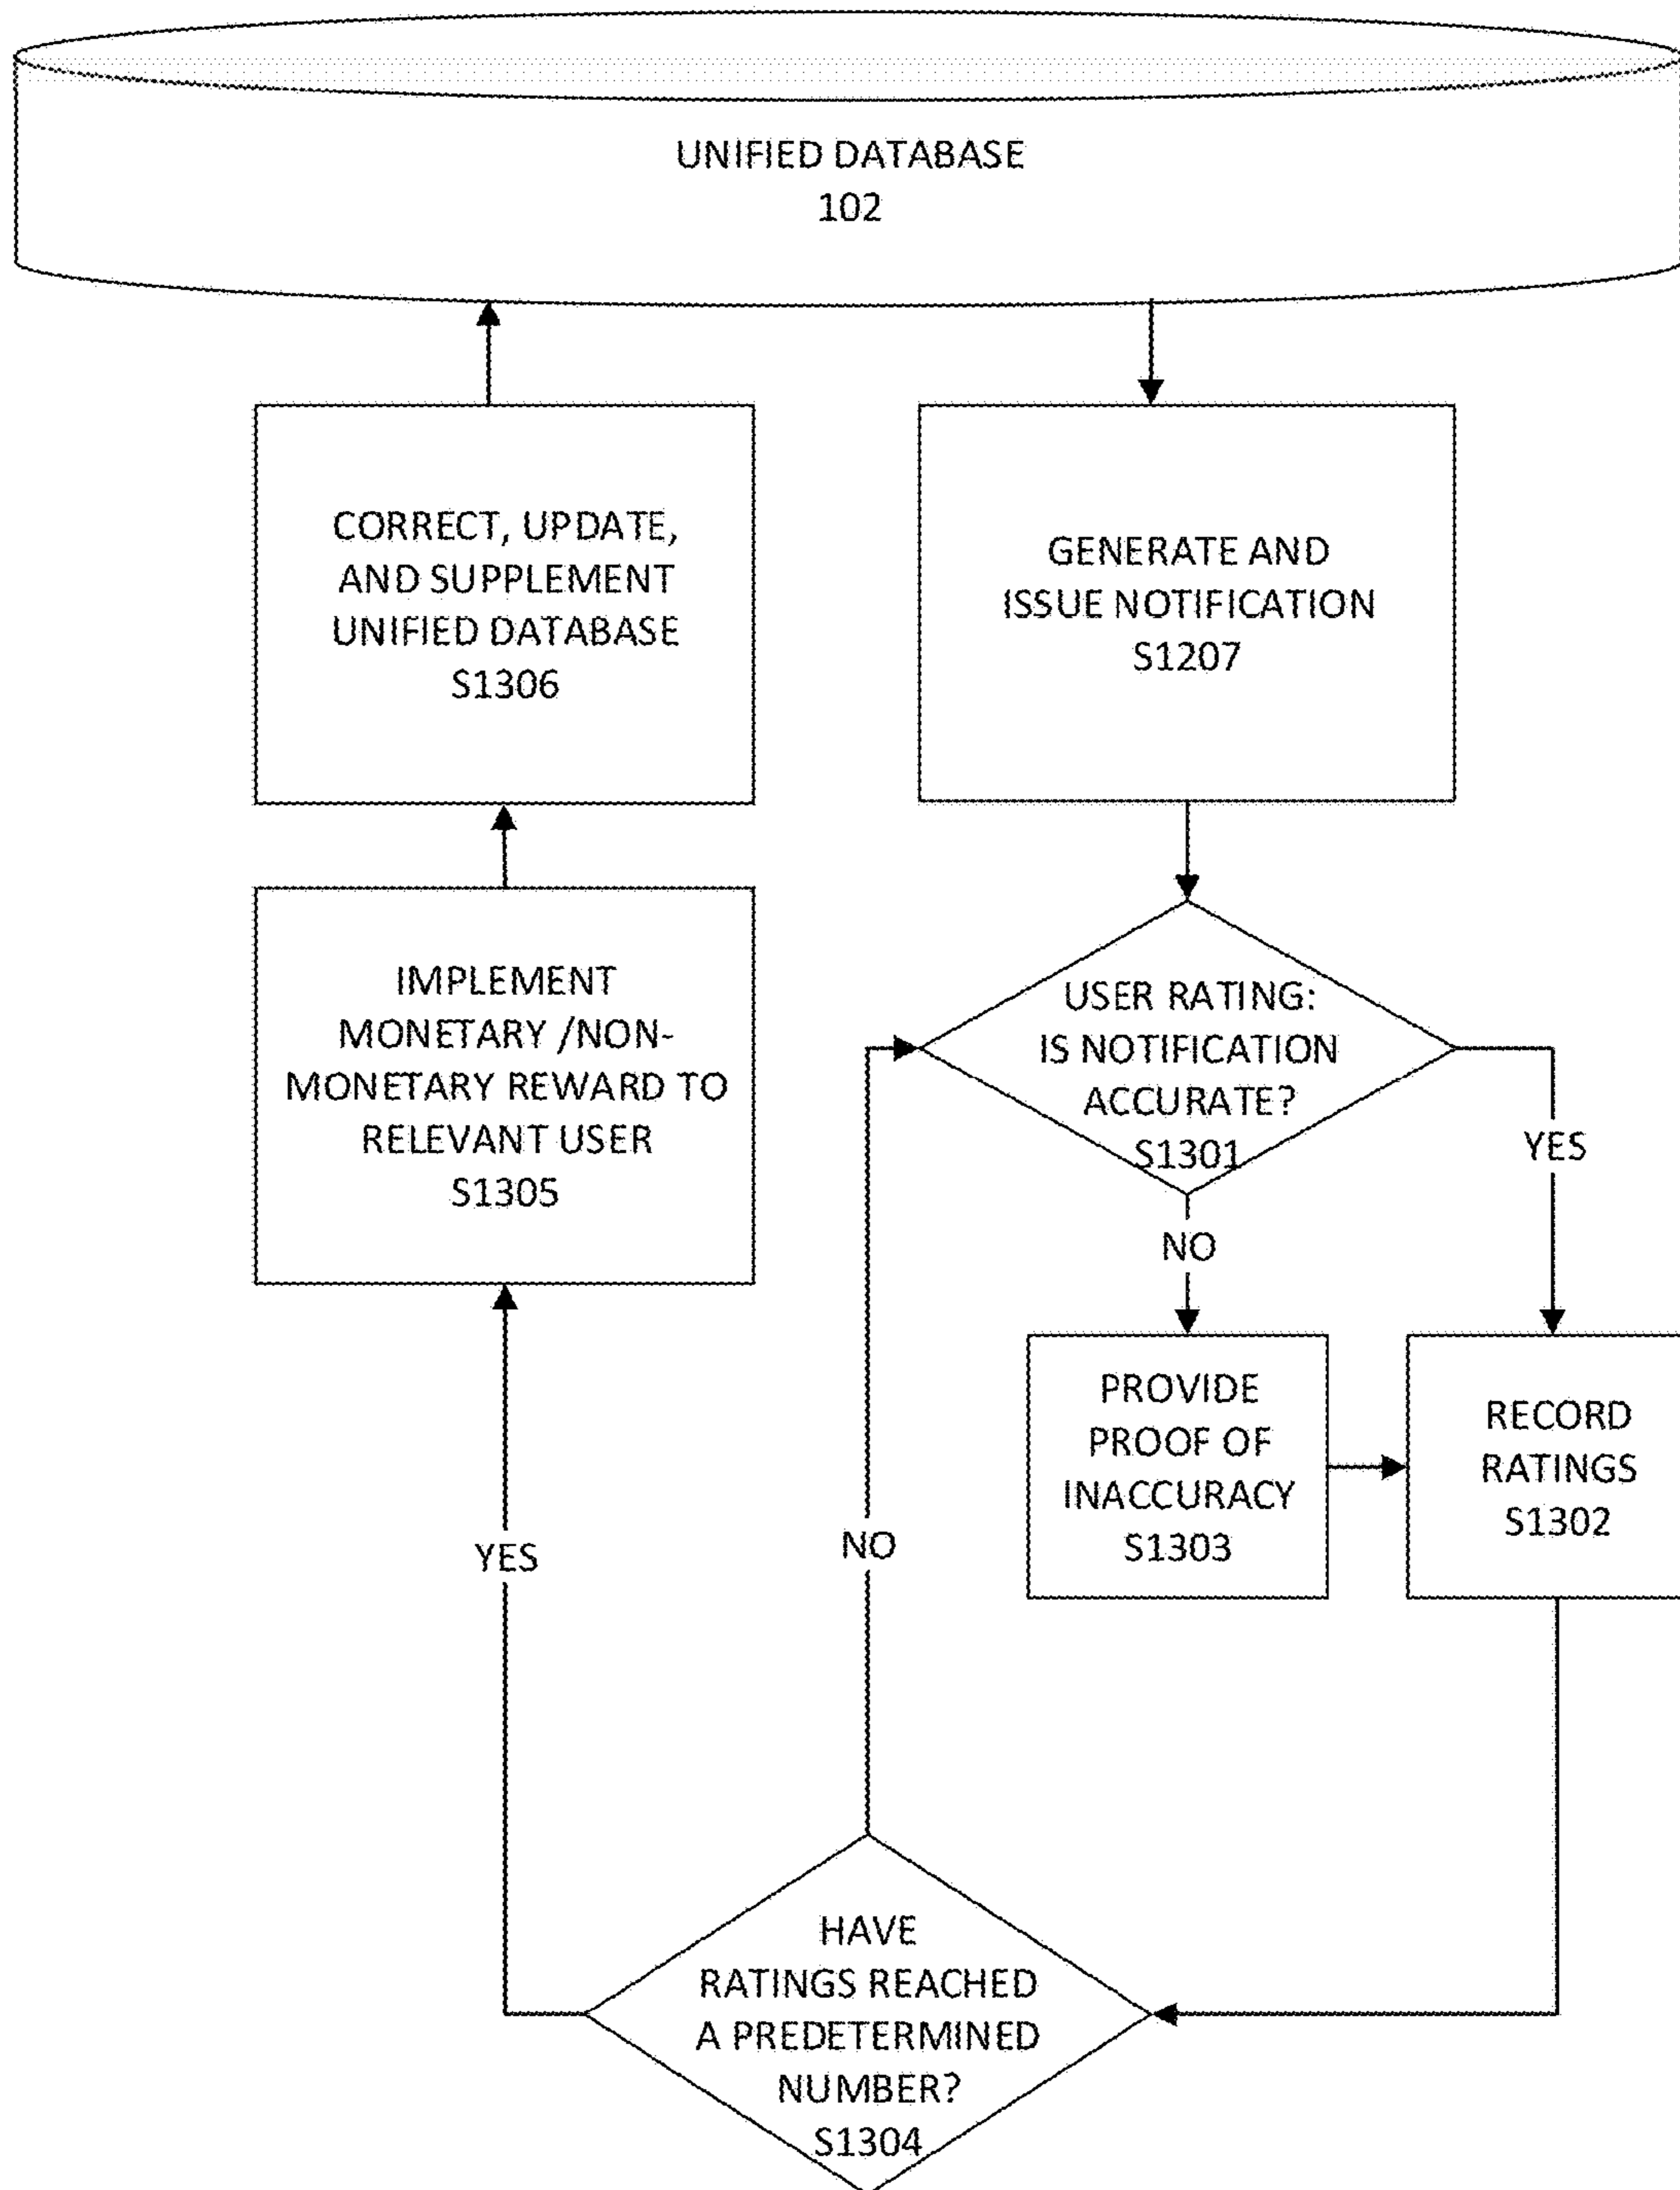 UNIFIED DATABASE
102
CORRECT, UPDATE,
AND SUPPLEMENT
UNIFIED DATABASE
S1306
GENERATE AND
ISSUE NOTIFICATION
S1207
IMPLEMENT
MONETARY /NON-
MONETARY REWARD TO
RELEVANT USER
S1305
USER RATING:
IS NOTIFICATION
ACCURATE?
S1301
YES
NO
PROVIDE
PROOF OF
INACCURACY
S1303
RECORD
RATINGS
S1302
YES
NO
HAVE
RATINGS REACHED
A PREDETERMINED
NUMBER?
S1304